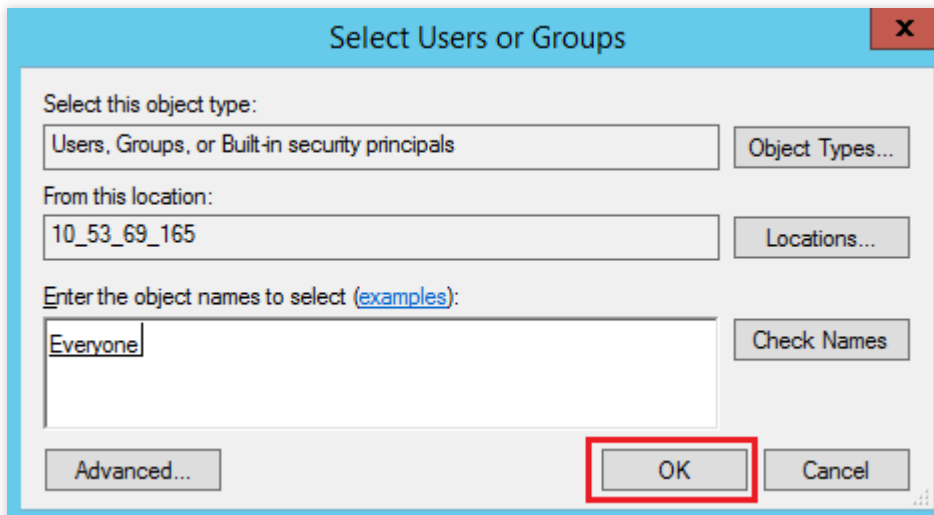 Select Users or Groups
x
Select this object type:
Users, Groups, or Built-in security principals
Object Types...
From this location:
10_53_69_165
Locations...
Enter the object names to select (examples):
Everyone
Check Names
Advanced...
OK
Cancel